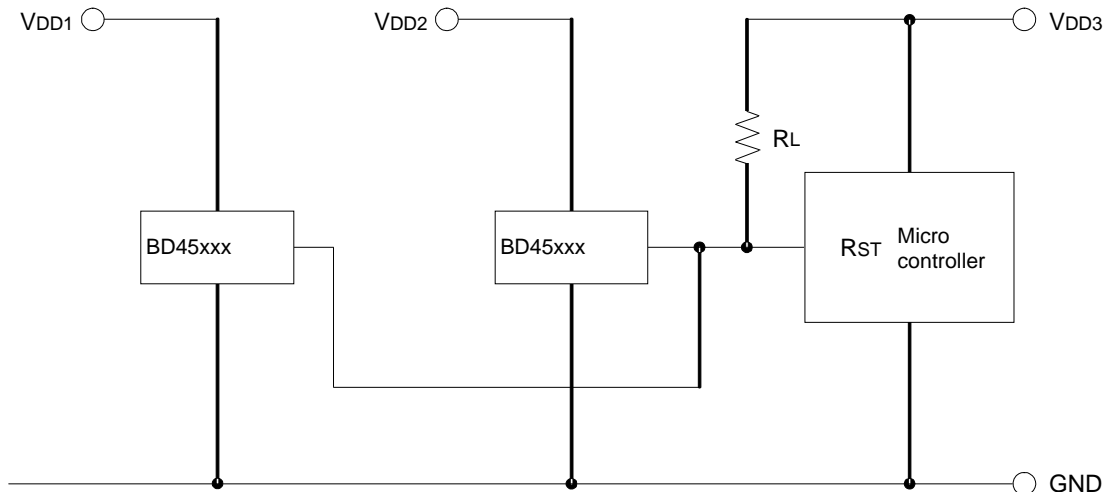 VDD1
VDD2
VDD3
RL
BD45xxx
BD45xxx
RST
Micro
controller
GND